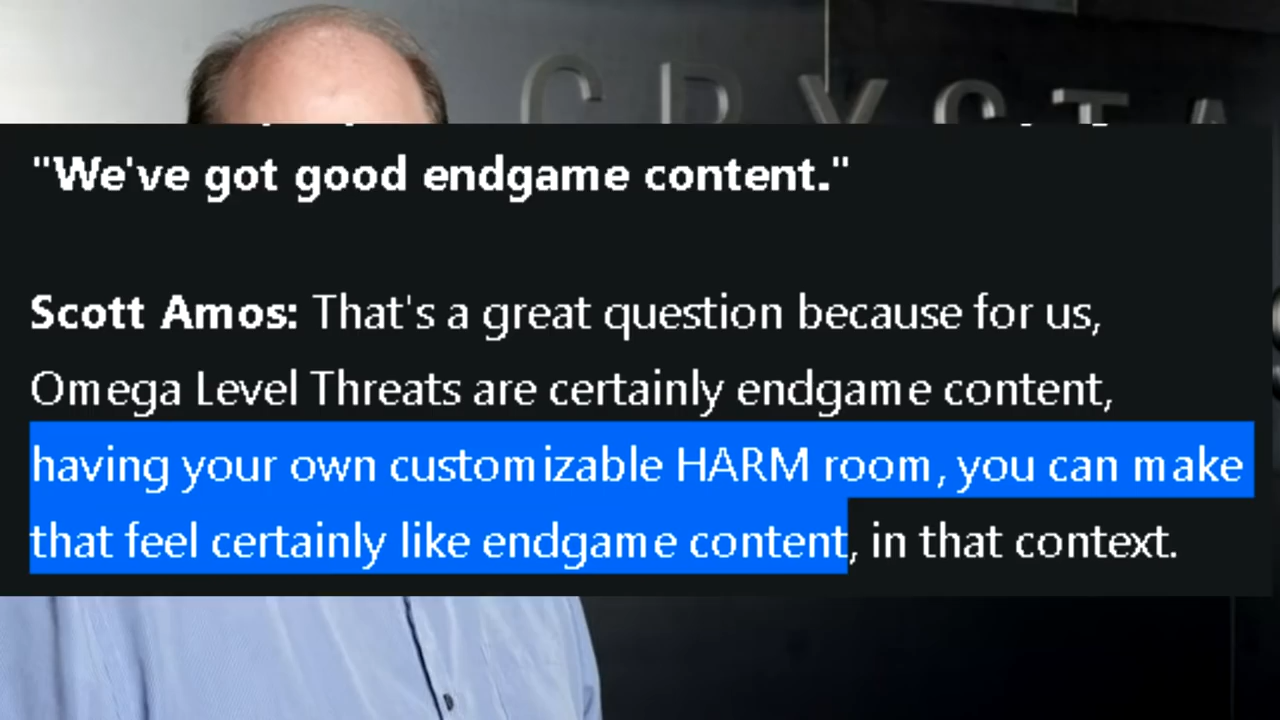 CRYSTA
"We've got good endgame content."
Scott Amos: That's a great question because for us,
Omega Level Threats are certainly endgame content,
having your own customizable HARM room, you can make
that feel certainly like endgame content, in that context.